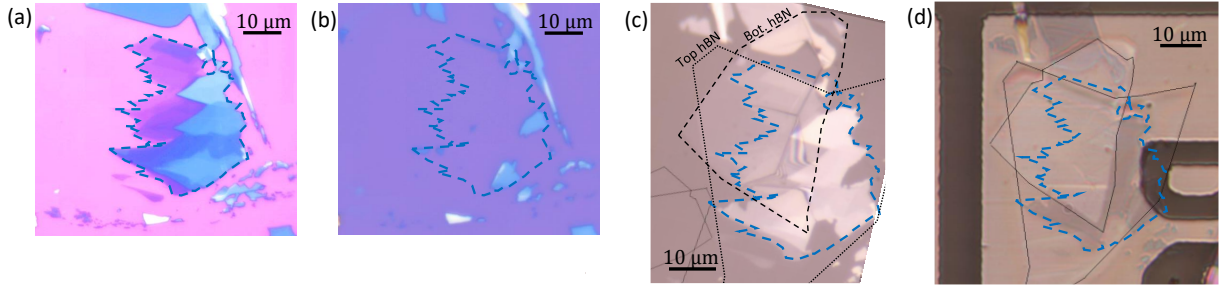 (a)
10 μm
(b)
10 μm
(c)
Top hBN
Bot. hBN
10 μm
(d)
10 μm